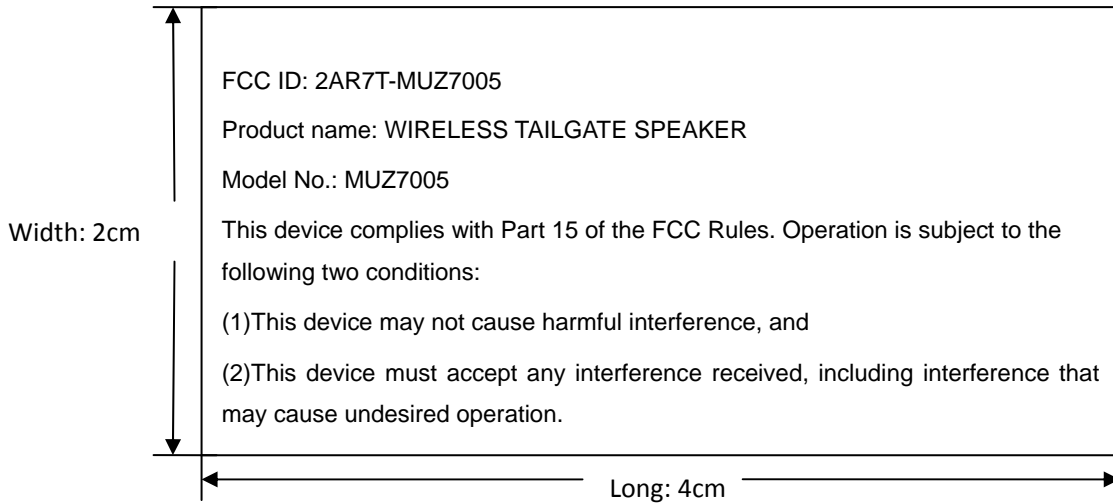 FCC ID: 2AR7T-MUZ7005
Product name: WIRELESS TAILGATE SPEAKER
Model No.: MUZ7005
Width: 2cm
This device complies with Part 15 of the FCC Rules. Operation is subject to the
following two conditions:
(1)This device may not cause harmful interference, and
(2)This device must accept any interference received, including interference that
may cause undesired operation.
Long: 4cm